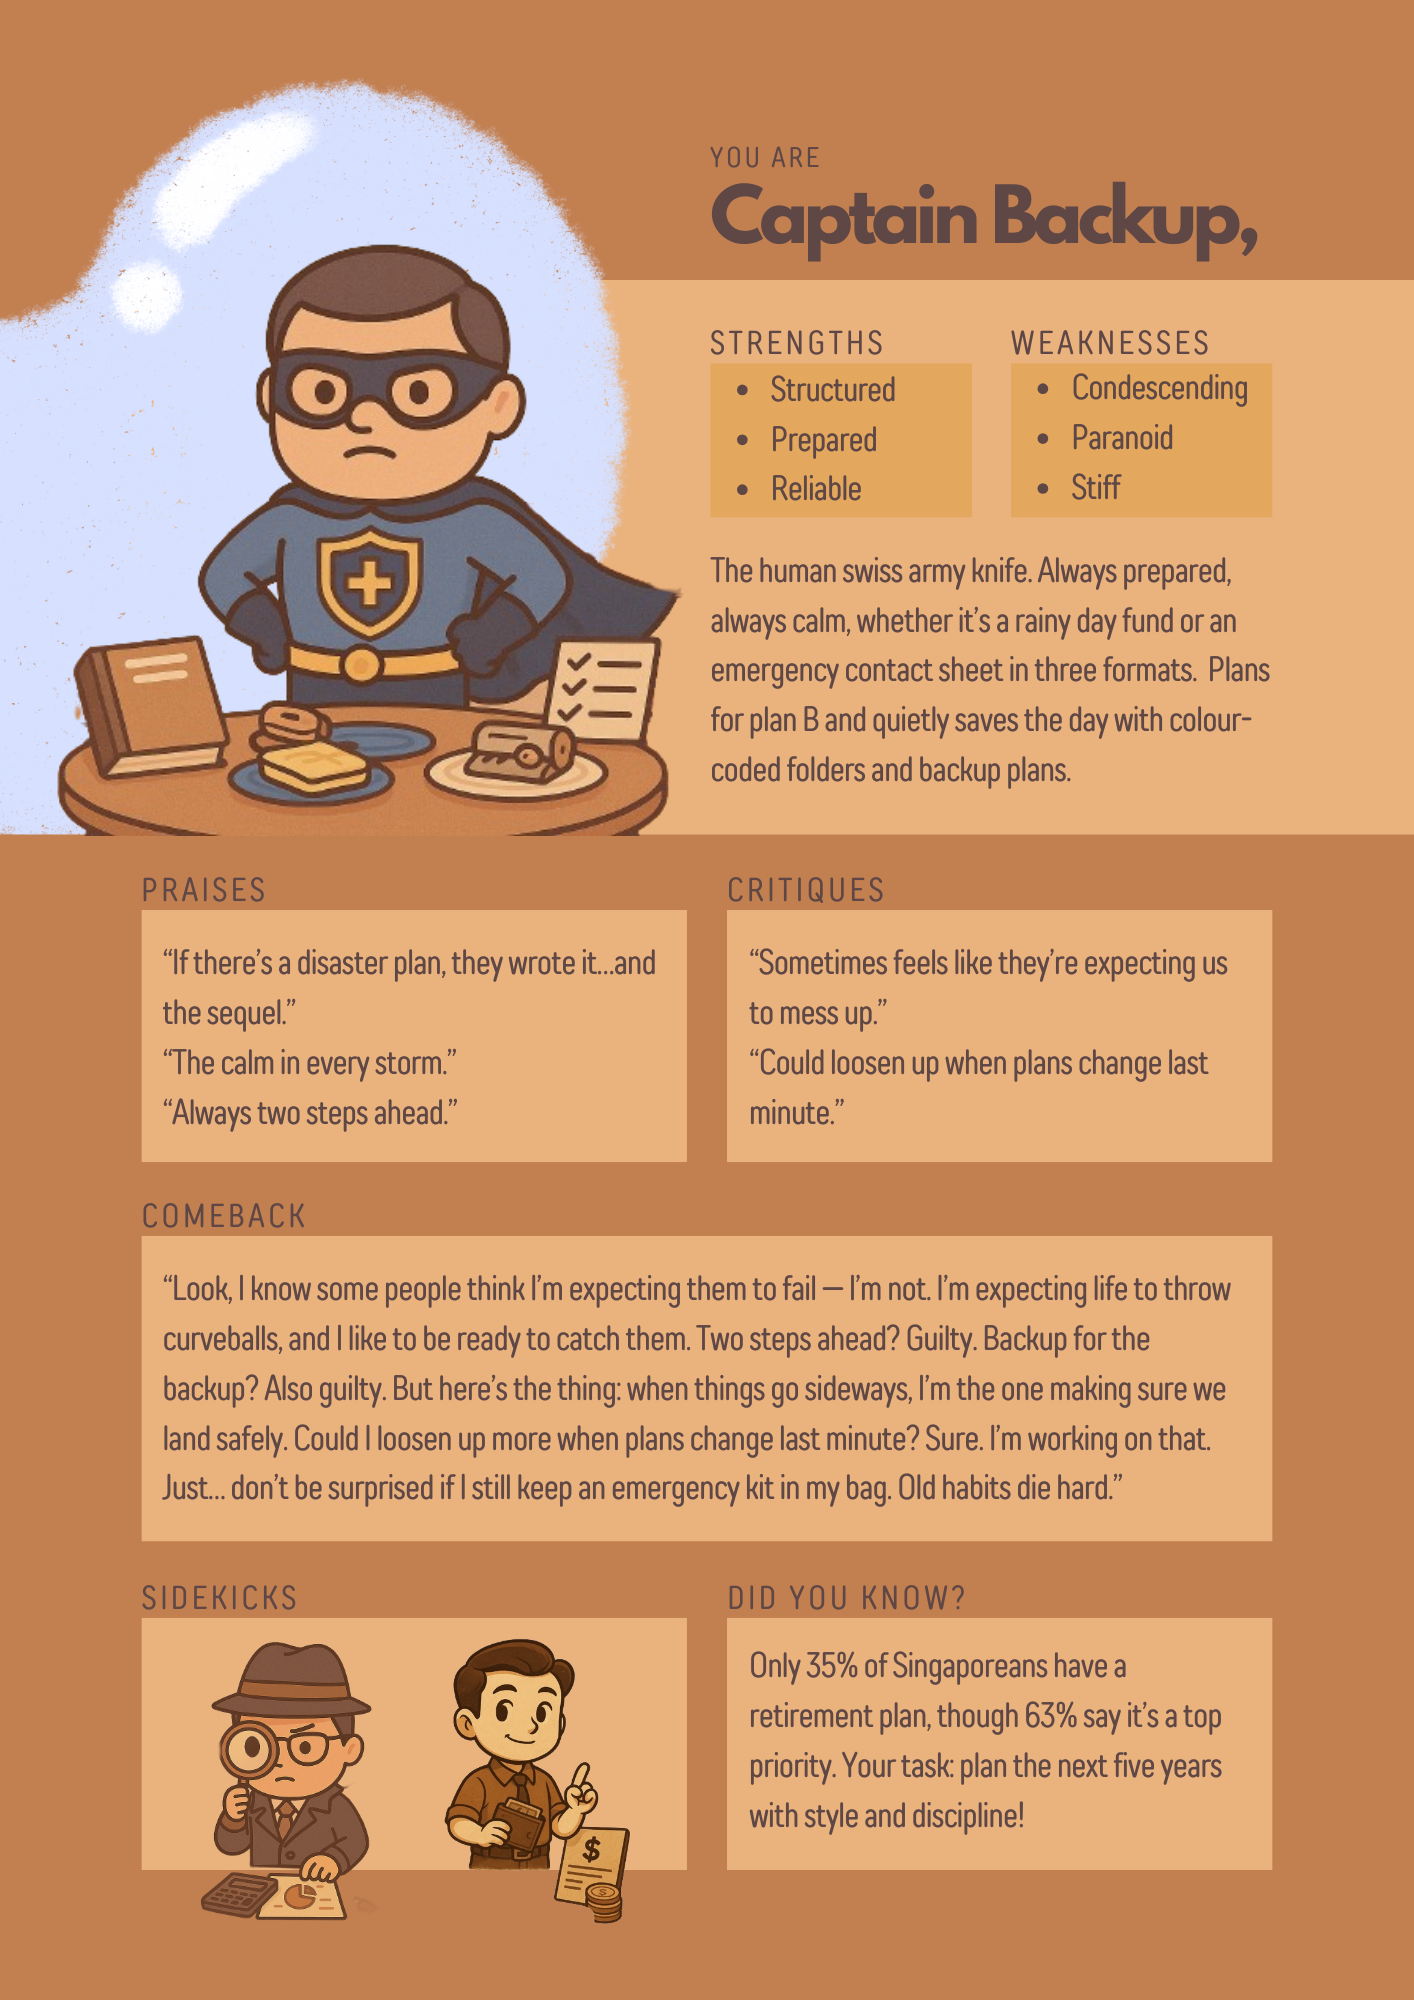 YOU ARE
Captain Backup,
STRENGTHS
• Structured
• Prepared
• Reliable
WEAKNESSES
• Condescending
• Paranoid
• Stiff
The human swiss army knife. Always prepared,
always calm, whether it’s a rainy day fund or an
emergency contact sheet in three formats.  Plans
for plan B and quietly saves the day with colour-
coded folders and backup plans.
PRAISES
“If there’s a disaster plan, they wrote it...and
the sequel.”
“The calm in every storm.”
“Always two steps ahead.”
CRITIQUES
“Sometimes feels like they’re expecting us
to mess up.”
“Could loosen up when plans change last
minute.”
COMEBACK
“Look, I know some people think I’m expecting them to fail — I’m not. I’m expecting life to throw
curveballs, and I like to be ready to catch them. Two steps ahead? Guilty. Backup for the
backup? Also guilty. But here’s the thing: when things go sideways, I’m the one making sure we
land safely. Could I loosen up more when plans change last minute? Sure. I’m working on that.
Just... don’t be surprised if I still keep an emergency kit in my bag. Old habits die hard.”
SIDEKICKS
$
$
DID YOU KNOW?
Only 35% of Singaporeans have a
retirement plan, though 63% say it’s a top
priority. Your task: plan the next five years
with style and discipline!